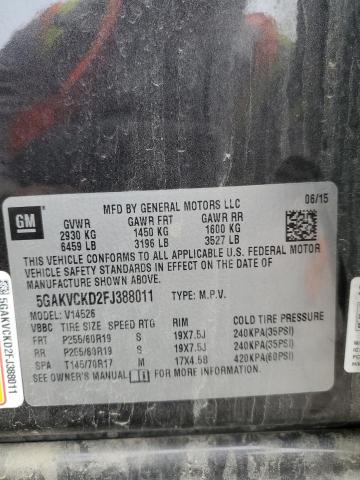 MFD BY GENERAL MOTORS LLC
06/15
GM
GVWR GAWR FRT GAWR RR
2930 KG 1450 KG 1600 KG
6459 LB 3196 LB 3527 LB
THIS VEHICLE CONFORMS TO ALL APPLICABLE U.S. FEDERAL MOTOR
VEHICLE SAFETY, BUMPER, AND THEFT PREVENTION STANDARDS
IN EFFECT ON THE DATE OF
MANUFACTURE SHOWN ABOVE.
5GAKVCKD2FJ388011 TYPE: M.P.V.
MODEL: V14526
VBBC TIRE SIZE SPEED RTG RIM COLD TIRE PRESSURE
FRT P255/60R19 S 19X7.5J 240KPA(35PSI)
RR P255/60R19 S 19X7.5J 240KPA(35PSI)
SPA T145/70R17 M 17X4.5B 420KPA(60PSI)
SEE OWNER'S MANUAL FOR MORE INFORMATION.
5GAKVCKD2FJ388011